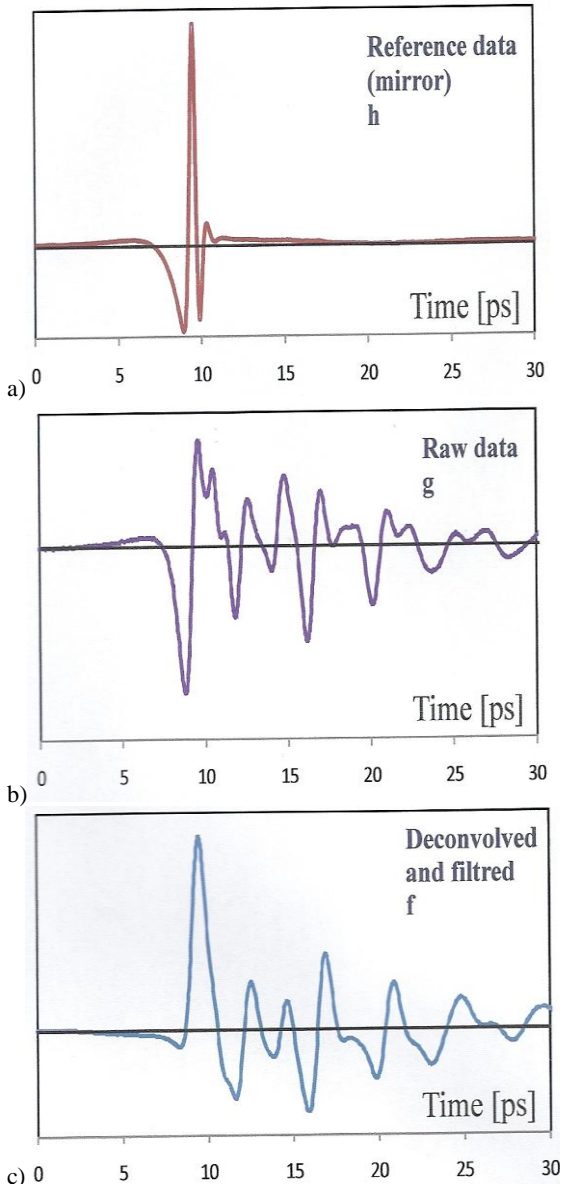 Reference data
(mirror)
h
Time [ps]
a) 0 5 10 15 20 25 30
Raw data
g
Time [ps]
b) 0 5 10 15 20 25 30
Deconvolved
and filtred
f
Time [ps]
c) 0 5 10 15 20 25 30